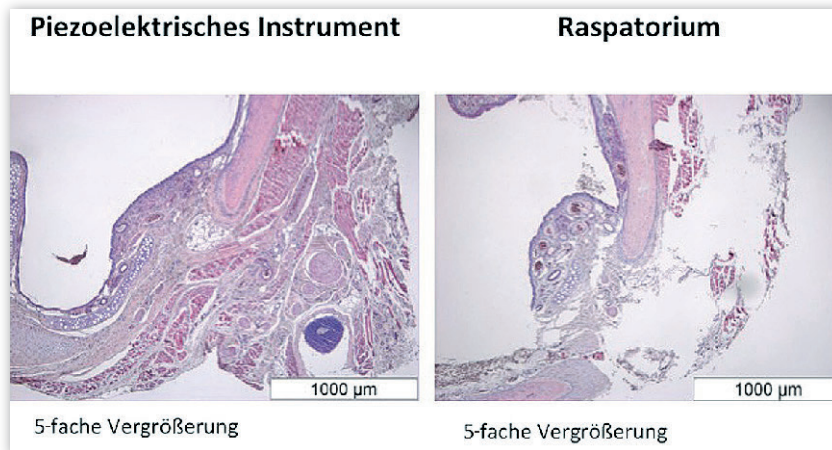 Piezoelektrisches Instrument
Raspatorium
1000 µm
1000 µm
5-fache Vergrößerung
5-fache Vergrößerung